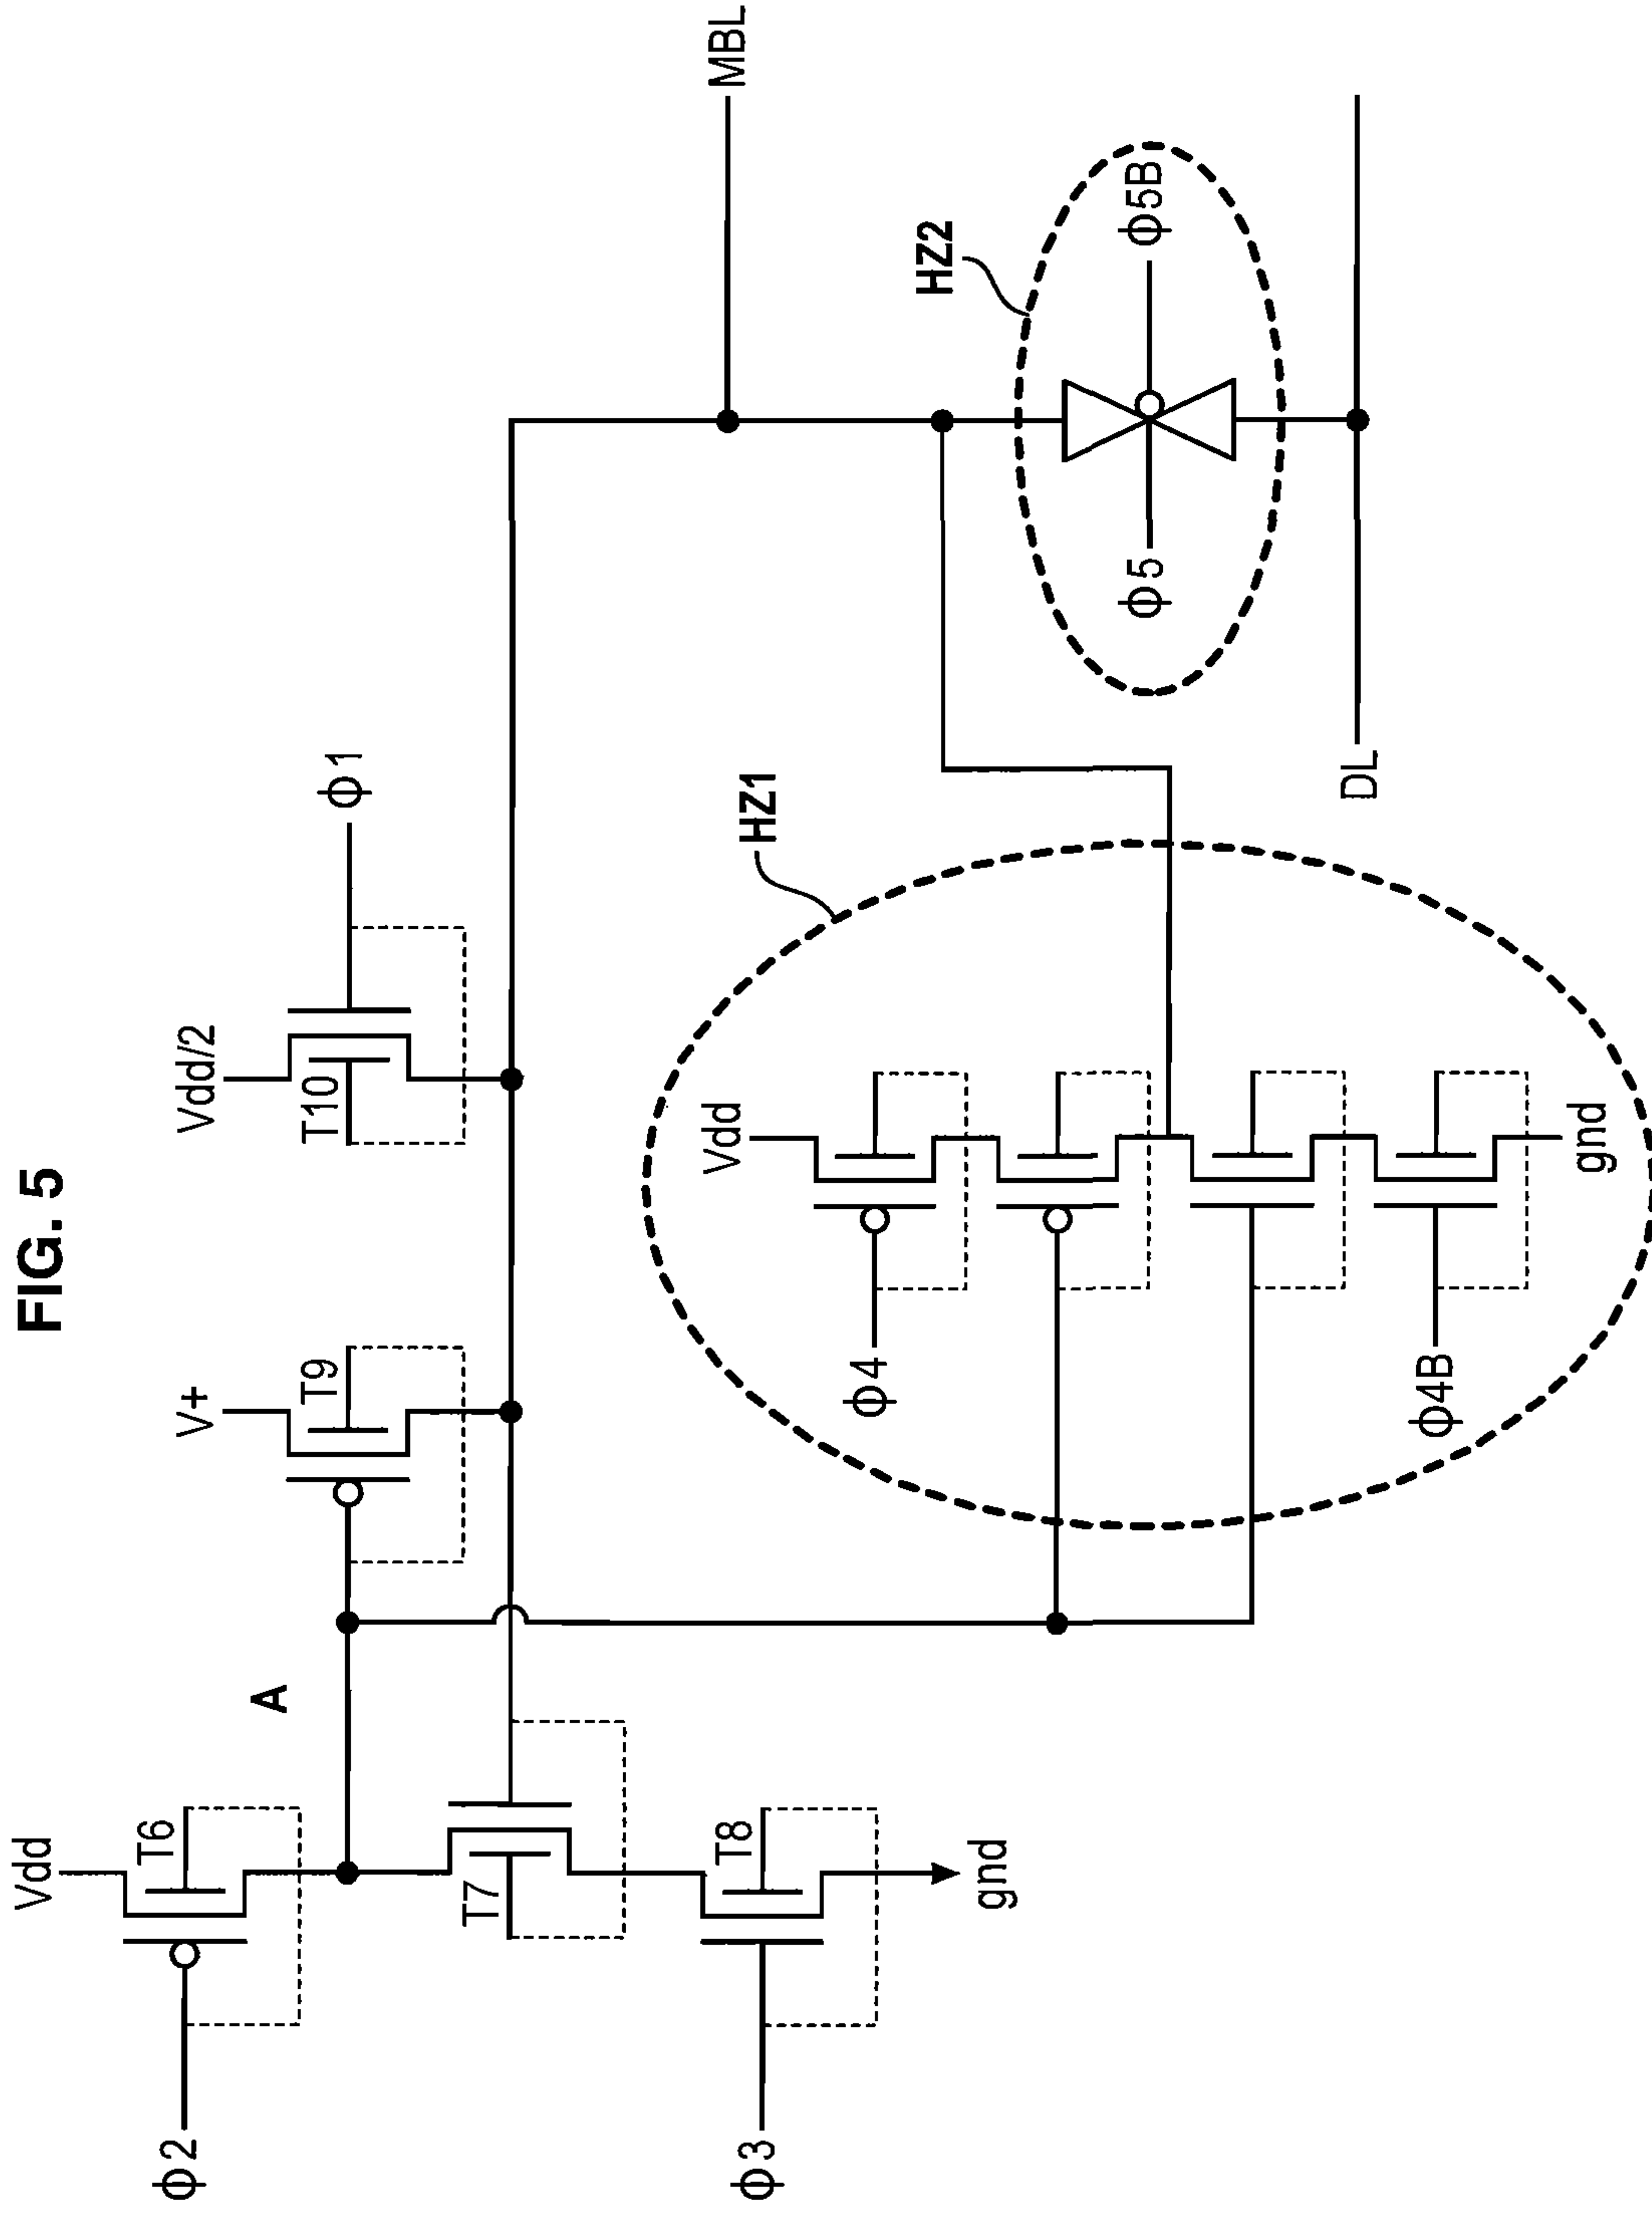 FIG. 5
Vdd
T6
ϕ2
A
T7
T8
ϕ3
gnd
V+
T9
Vdd/2
T10
ϕ1
HZ1
Vdd
ϕ4
ϕ4B
gnd
MBL
HZ2
ϕ5
ϕ5B
DL